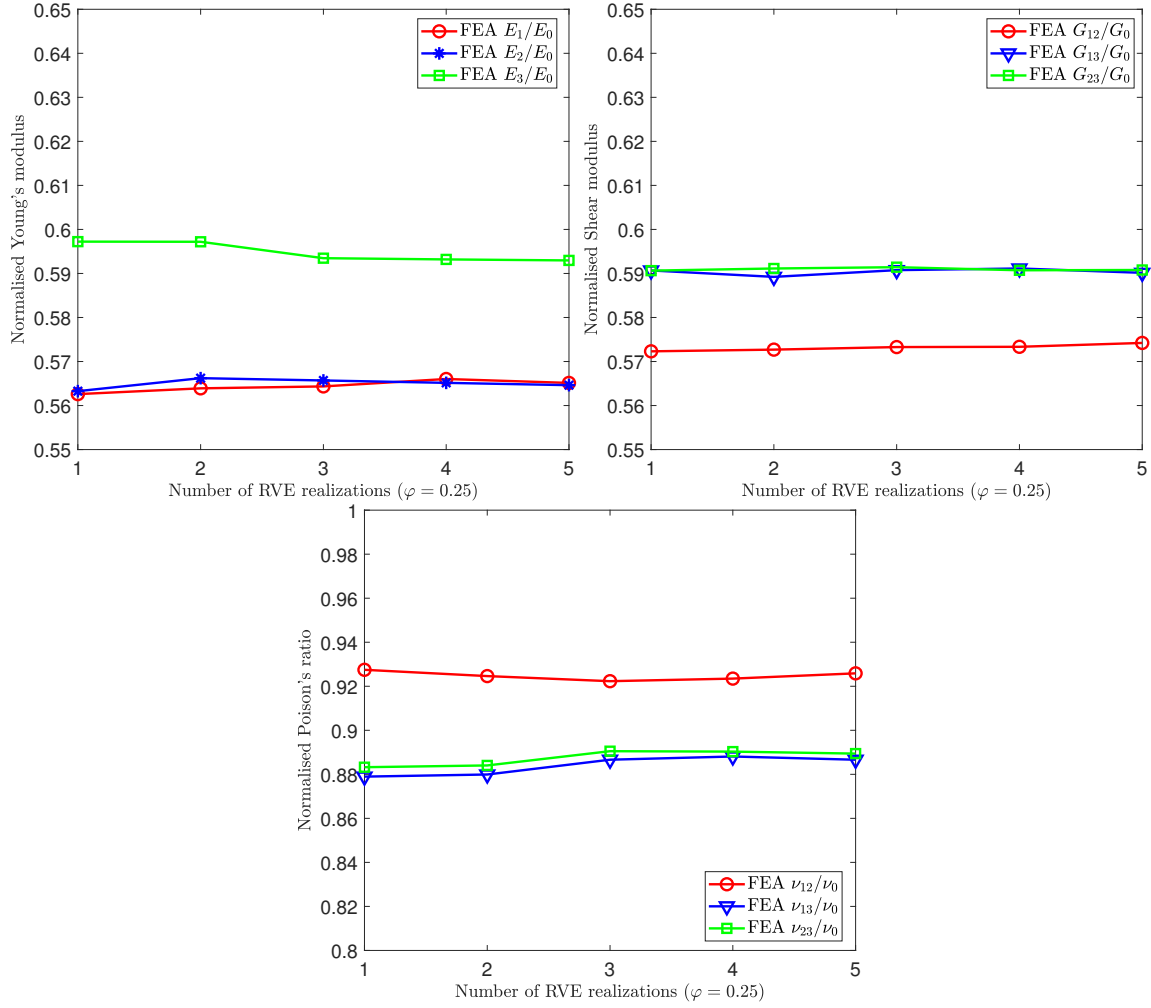 0.65
0.64
0.63
0.62
0.61
0.6
0.59
0.58
0.57
0.56
0.55
Normalised Young's modulus
FEA E₁/E₀
FEA E₂/E₀
FEA E₃/E₀
1 2 3 4 5
Number of RVE realizations (φ = 0.25)
0.65
0.64
0.63
0.62
0.61
0.6
0.59
0.58
0.57
0.56
0.55
Normalised Shear modulus
FEA G₁₂/G₀
FEA G₁₃/G₀
FEA G₂₃/G₀
1 2 3 4 5
Number of RVE realizations (φ = 0.25)
1
0.98
0.96
0.94
0.92
0.9
0.88
0.86
0.84
0.82
0.8
Normalised Poison's ratio
FEA ν₁₂/ν₀
FEA ν₁₃/ν₀
FEA ν₂₃/ν₀
1 2 3 4 5
Number of RVE realizations (φ = 0.25)